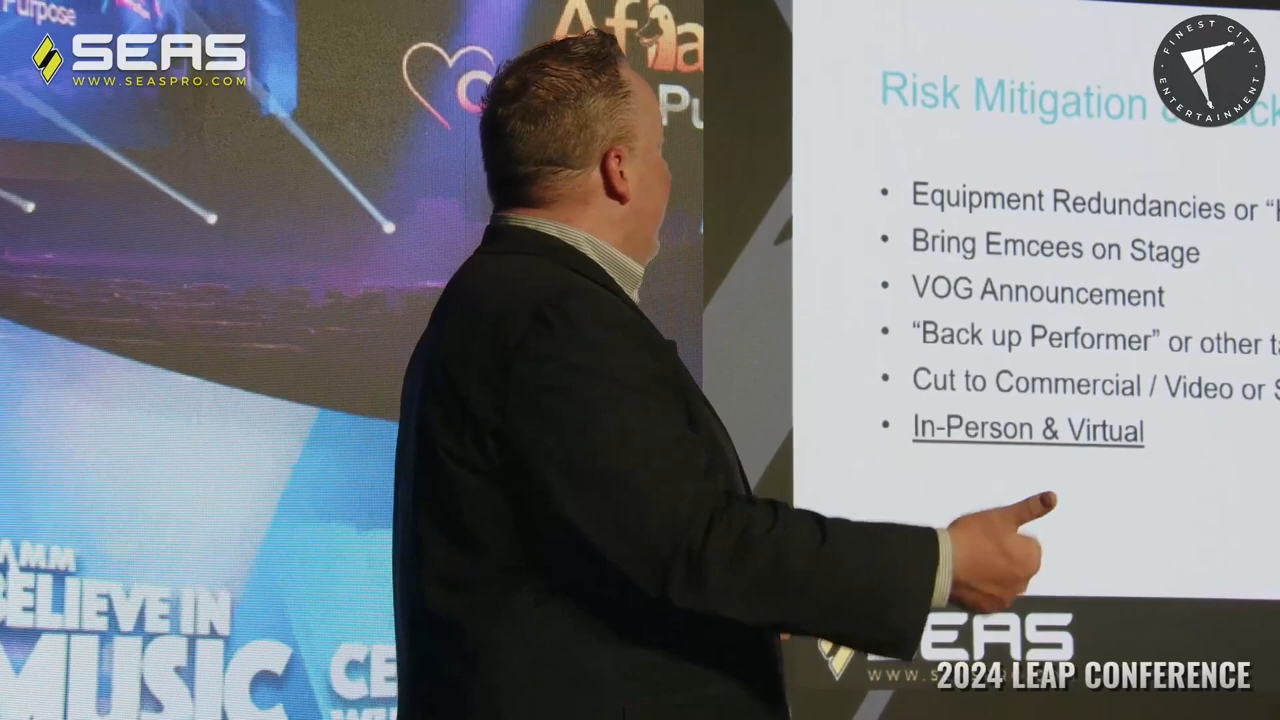 Purpose
SEAS
WWW.SEASPRO.COM
FINEST CITY
ENTERTAINMENT
Risk Mitigation
• Equipment Redundancies or
• Bring Emcees on Stage
• VOG Announcement
• “Back up Performer” or other
• Cut to Commercial / Video or
• In-Person & Virtual
BELIEVE IN
MUSIC
SEAS
2024 LEAP CONFERENCE